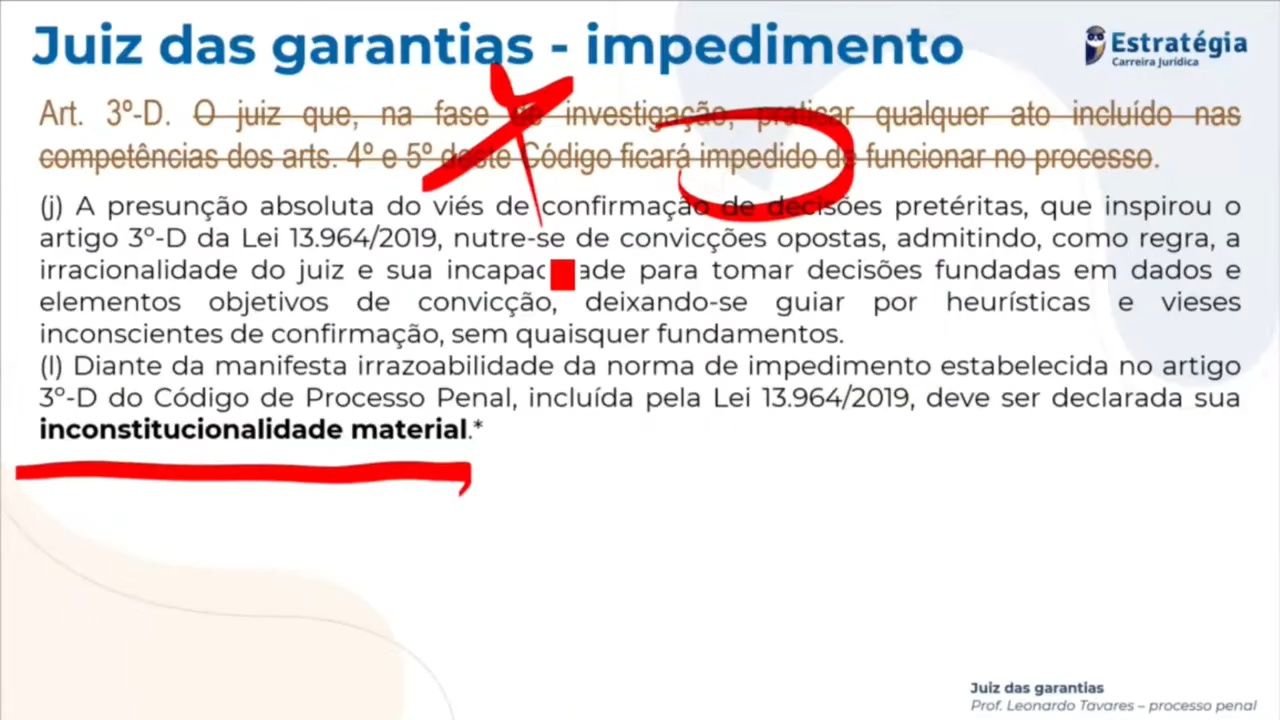 Juiz das garantias - impedimento
Estratégia
Carreira Jurídica
Art. 3º-D. O juiz que, na fase de investigação, praticar qualquer ato incluído nas
competências dos arts. 4º e 5º deste Código ficará impedido de funcionar no processo.
(j) A presunção absoluta do viés de confirmação de decisões pretéritas, que inspirou o
artigo 3º-D da Lei 13.964/2019, nutre-se de convicções opostas, admitindo, como regra, a
irracionalidade do juiz e sua incapacidade para tomar decisões fundadas em dados e
elementos objetivos de convicção, deixando-se guiar por heurísticas e vieses
inconscientes de confirmação, sem quaisquer fundamentos.
(l) Diante da manifesta irrazoabilidade da norma de impedimento estabelecida no artigo
3º-D do Código de Processo Penal, incluída pela Lei 13.964/2019, deve ser declarada sua
inconstitucionalidade material.*
Juiz das garantias
Prof. Leonardo Tavares – processo penal